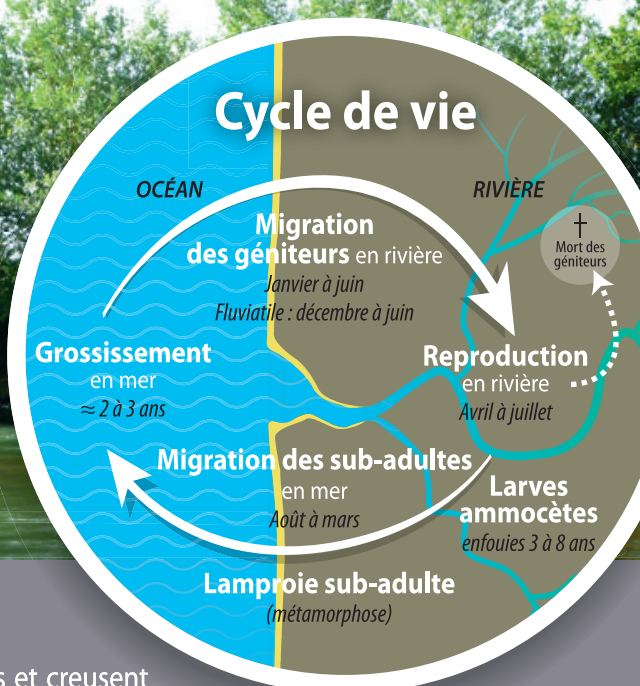 Cycle de vie
OCÉAN
RIVIÈRE
Migration
des géniteurs en rivière
Janvier à juin
Fluviatile : décembre à juin
Mort des
géniteurs
Grossissement
en mer
≈ 2 à 3 ans
Reproduction
en rivière
Avril à juillet
Migration des sub-adultes
en mer
Août à mars
Larves
ammocètes
enfouies 3 à 8 ans
Lamproie sub-adulte
(métamorphose)
et creusent